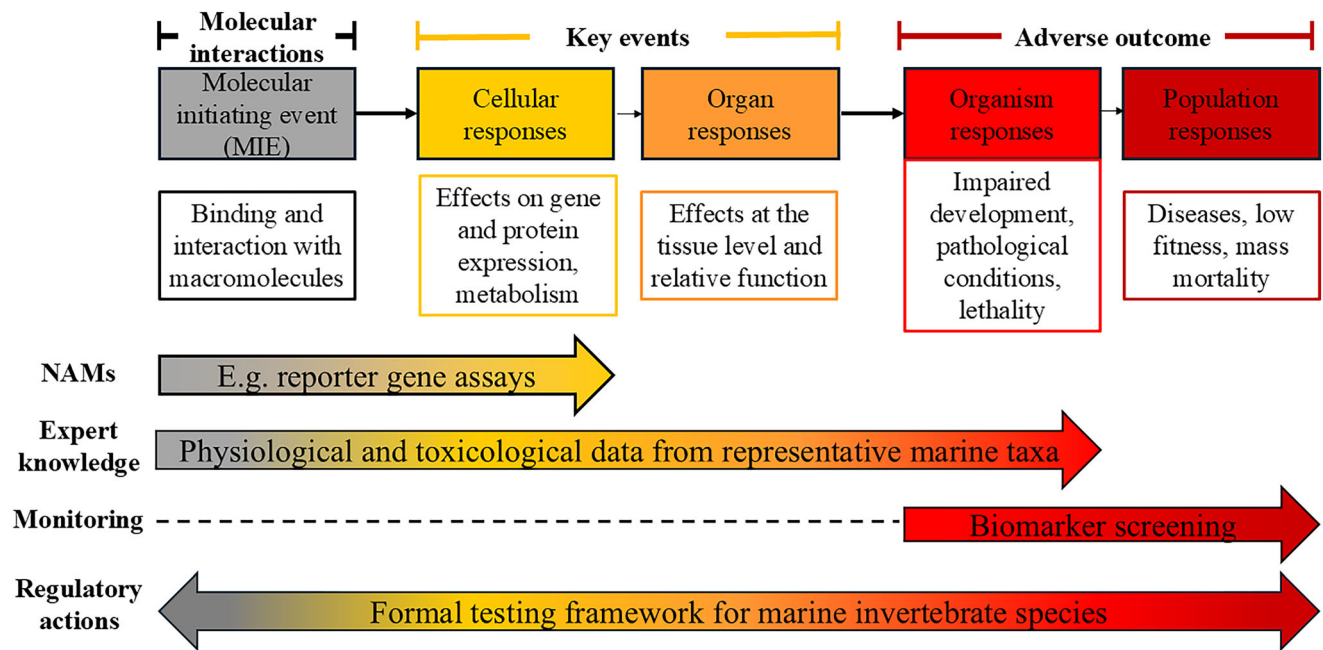 Molecular
interactions
Key events
Adverse outcome
Molecular
initiating event
(MIE)
Cellular
responses
Organ
responses
Organism
responses
Population
responses
Binding and
interaction with
macromolecules
Effects on gene
and protein
expression,
metabolism
Effects at the
tissue level and
relative function
Impaired
development,
pathological
conditions,
lethality
Diseases, low
fitness, mass
mortality
NAMs
E.g. reporter gene assays
Expert
knowledge
Physiological and toxicological data from representative marine taxa
Monitoring
Biomarker screening
Regulatory
actions
Formal testing framework for marine invertebrate species